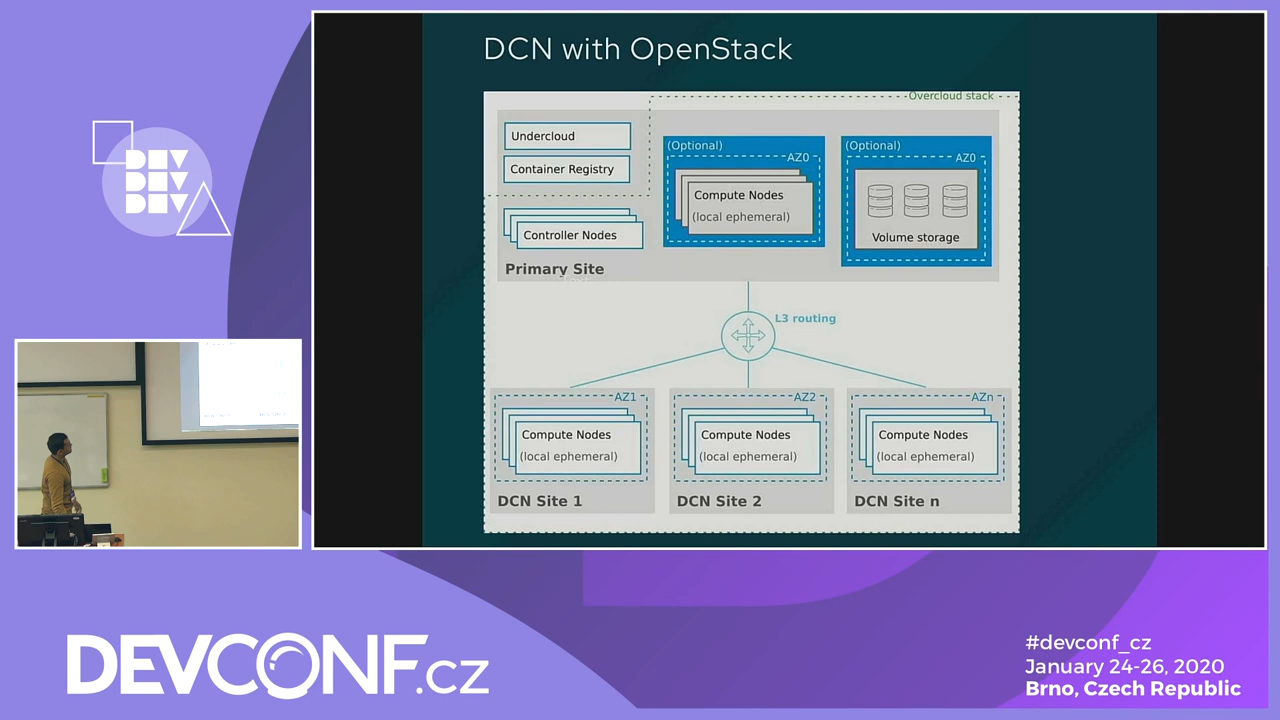 DEV
DEV
DEV
DCN with OpenStack
Overcloud stack
Undercloud
Container Registry
Controller Nodes
Primary Site
(Optional)
AZ0
Compute Nodes
(local ephemeral)
(Optional)
AZ0
Volume storage
L3 routing
AZ1
Compute Nodes
(local ephemeral)
DCN Site 1
AZ2
Compute Nodes
(local ephemeral)
DCN Site 2
AZn
Compute Nodes
(local ephemeral)
DCN Site n
DEVCONF.cz
#devconf_cz
January 24-26, 2020
Brno, Czech Republic